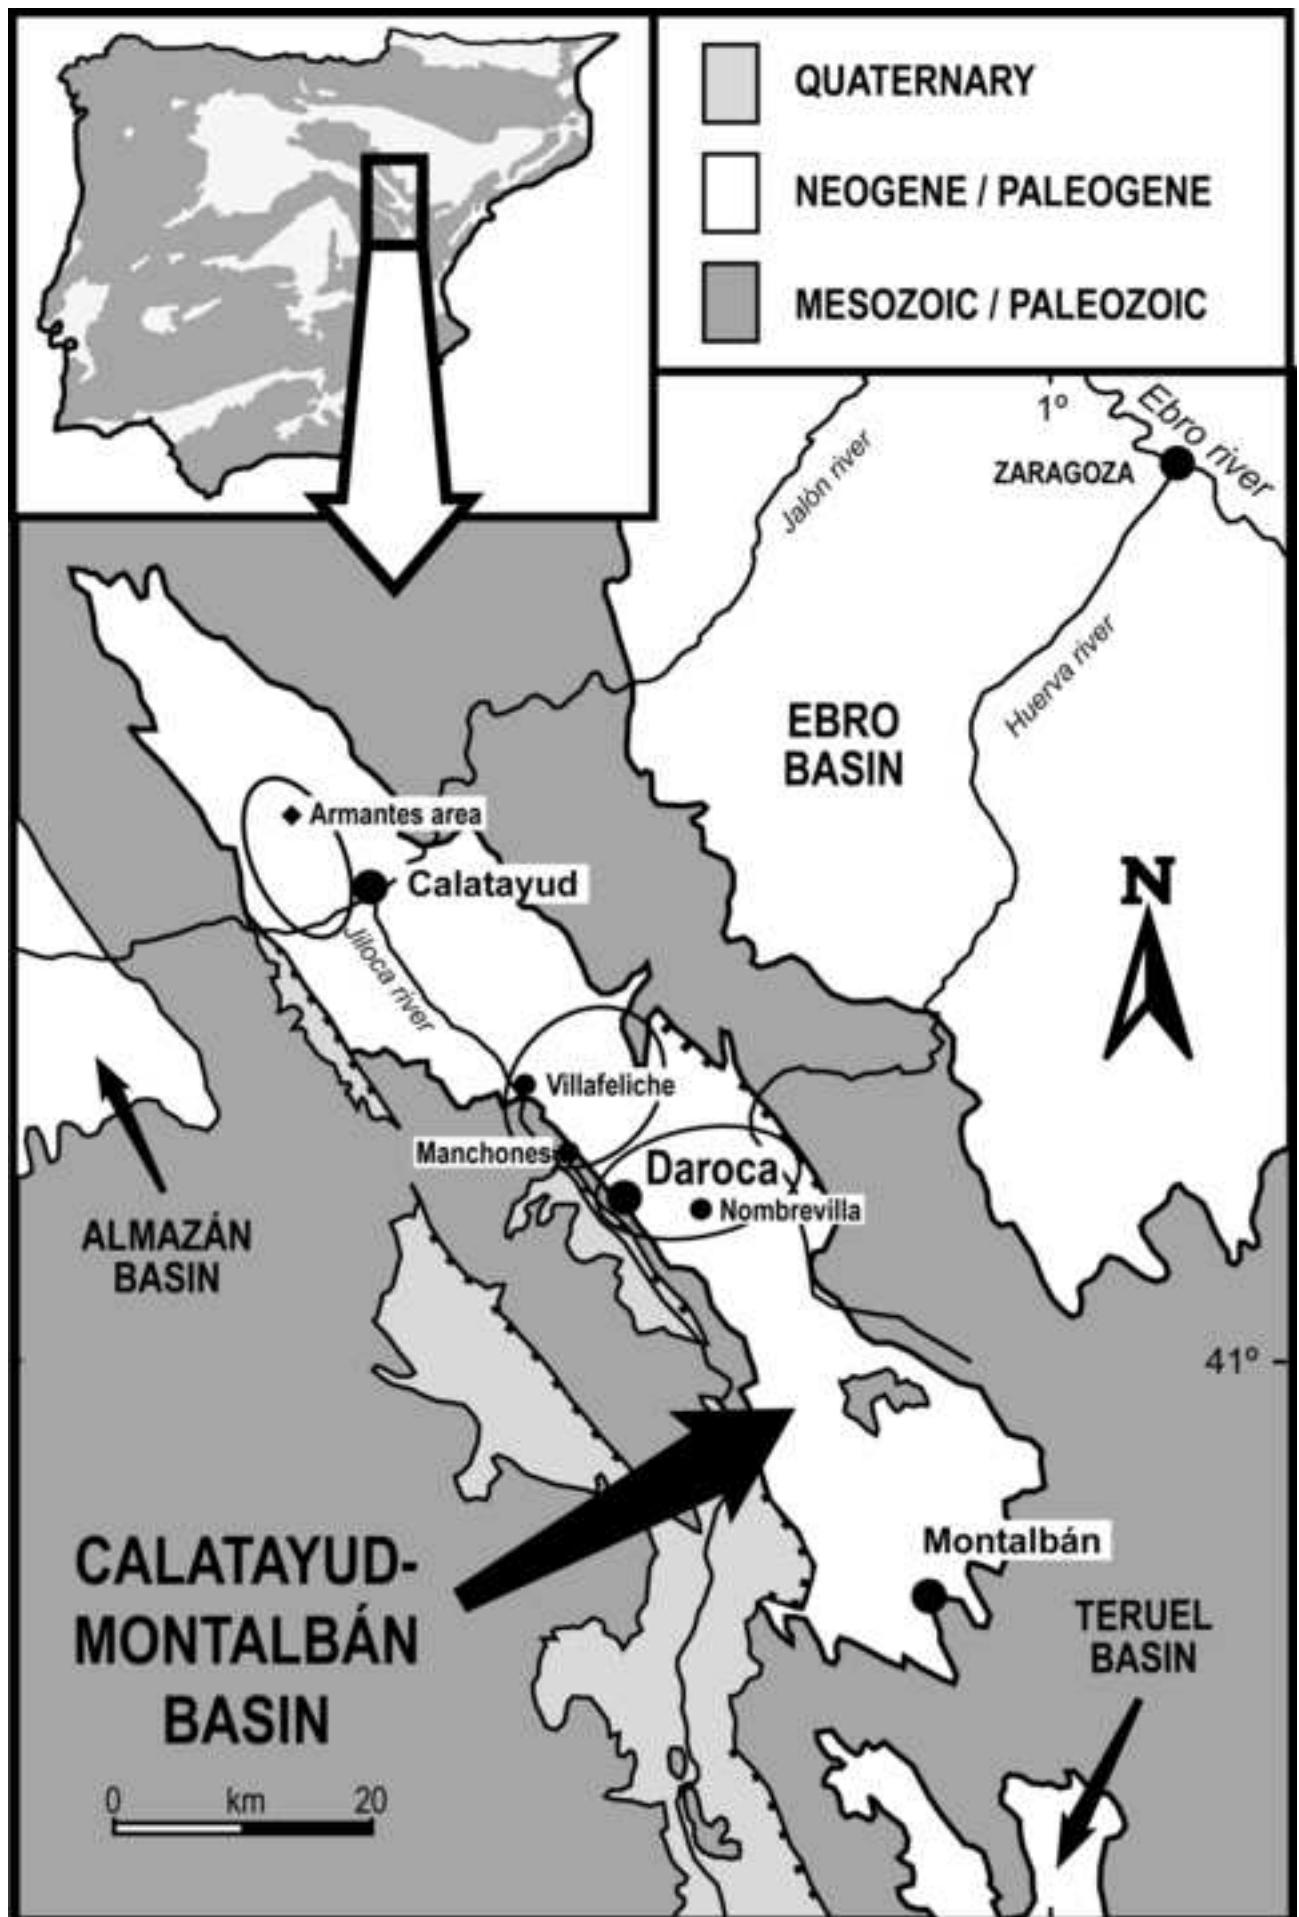 QUATERNARY
NEOGENE / PALEOGENE
MESOZOIC / PALEOZOIC
1º
Ebro river
ZARAGOZA
Jalòn river
Huerva river
EBRO
BASIN
Armantes area
Calatayud
N
Jiloca river
Villafeliche
Manchones
Daroca
Nombrevilla
ALMAZÁN
BASIN
41º
CALATAYUD-
MONTALBÁN
BASIN
Montalbán
TERUEL
BASIN
0 km 20